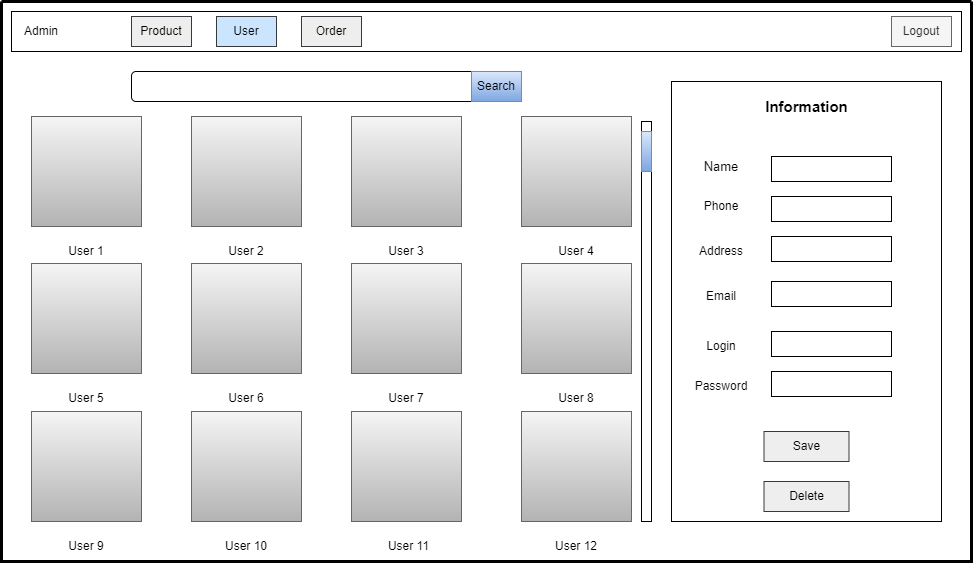 Admin
Product
User
Order
Logout
Search
User 1
User 2
User 3
User 4
User 5
User 6
User 7
User 8
User 9
User 10
User 11
User 12
Information
Name
Phone
Address
Email
Login
Password
Save
Delete